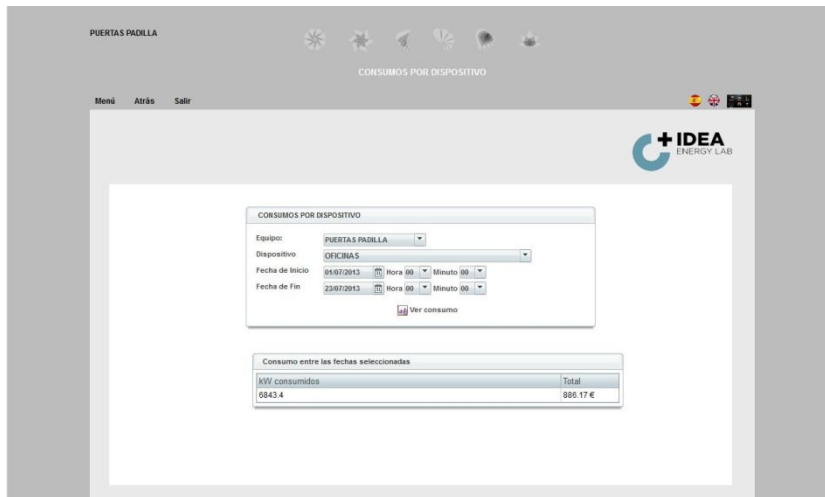 PUERTAS PADILLA
CONSUMOS POR DISPOSITIVO
Menú Atrás Salir
+ IDEA
ENERGY LAB
CONSUMOS POR DISPOSITIVO
Equipo: PUERTAS PADILLA
Dispositivo OFICINAS
Fecha de Inicio 01/07/2013 Hora 00 Minuto 00
Fecha de Fin 23/07/2013 Hora 00 Minuto 00
Ver consumo
Consumo entre las fechas seleccionadas
kW consumidos Total
6843.4 886.17 €